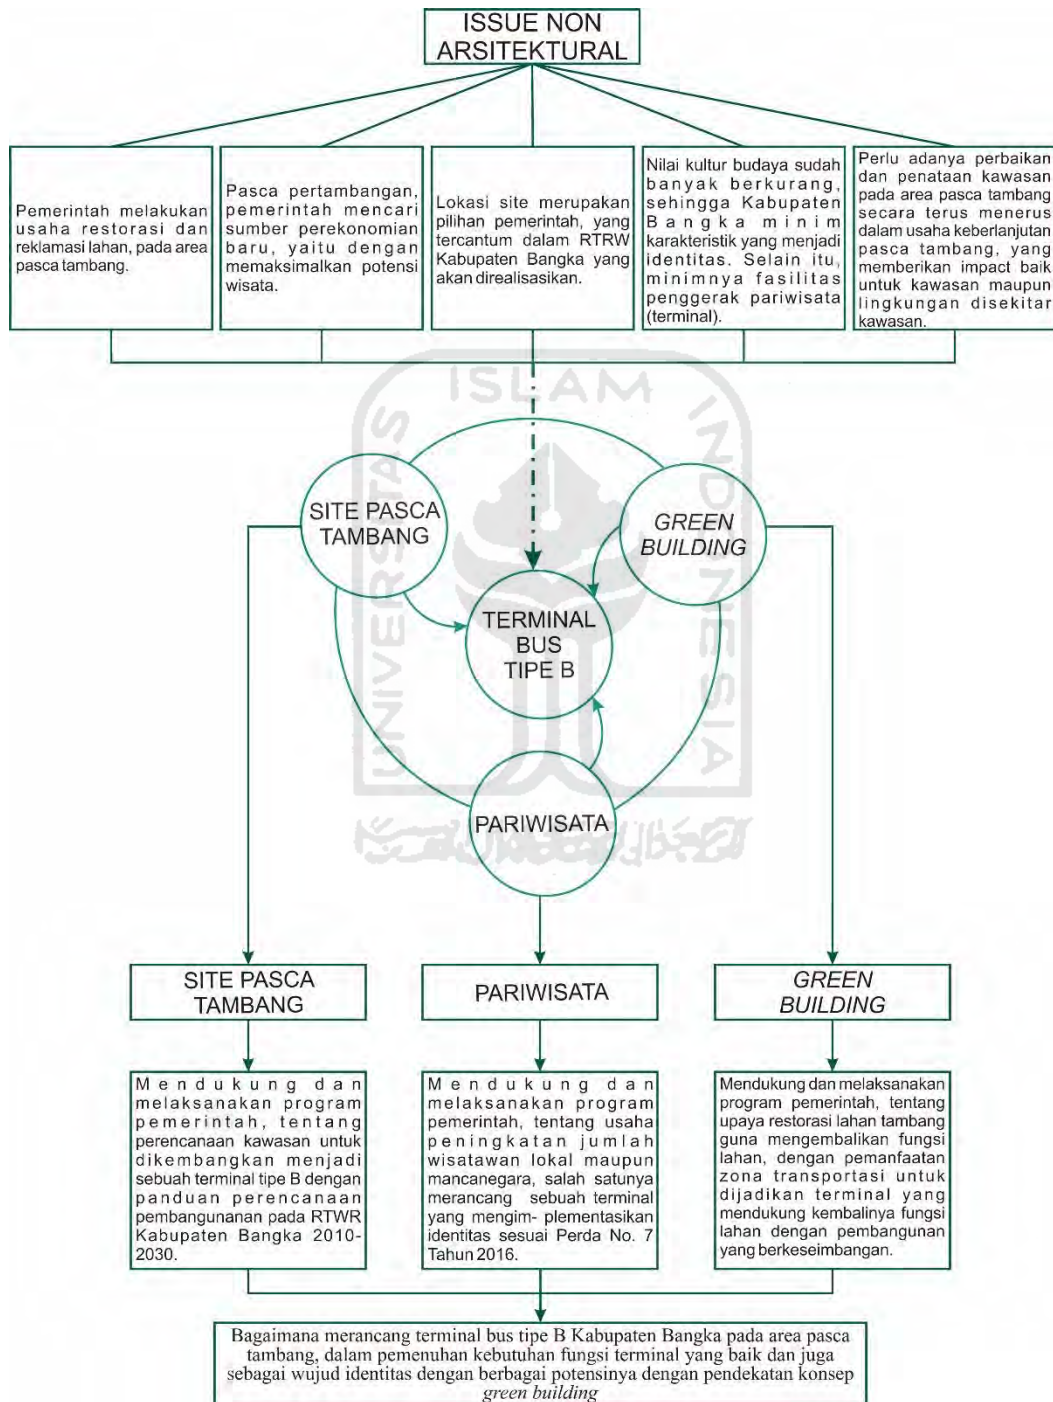 ISSUE NON
ARSITEKTURAL
Pemerintah melakukan
usaha restorasi dan
reklamasi lahan, pada area
pasca tambang.
Pasca pertambangan,
pemerintah mencari
sumber perekonomian
baru, yaitu dengan
memaksimalkan potensi
wisata.
Lokasi site merupakan
pilihan pemerintah, yang
tercantum dalam RTRW
Kabupaten Bangka yang
akan direalisasikan.
Nilai kultur budaya sudah
banyak berkurang,
sehingga Kabupaten
Bangka minim
karakteristik yang menjadi
identitas. Selain itu,
minimnya fasilitas
penggerak pariwisata
(terminal).
Perlu adanya perbaikan
dan penataan kawasan
pada area pasca tambang
secara terus menerus
dalam usaha keberlanjutan
pasca tambang, yang
memberikan impact baik
untuk kawasan maupun
lingkungan disekitar
kawasan.
UNIVERSITAS
ISLAM
INDONESIA
SITE PASCA
TAMBANG
GREEN
BUILDING
TERMINAL
BUS
TIPE B
PARIWISATA
SITE PASCA
TAMBANG
PARIWISATA
GREEN
BUILDING
Mendukung dan
melaksanakan program
pemerintah, tentang
perencanaan kawasan untuk
dikembangkan menjadi
sebuah terminal tipe B dengan
panduan perencanaan
pembangunanan pada RTWR
Kabupaten Bangka 2010-
2030.
Mendukung dan
melaksanakan program
pemerintah, tentang usaha
peningkatan jumlah
wisatawan lokal maupun
mancanegara, salah satunya
merancang sebuah terminal
yang mengim- plementasikan
identitas sesuai Perda No. 7
Tahun 2016.
Mendukung dan melaksanakan
program pemerintah, tentang
upaya restorasi lahan tambang
guna mengembalikan fungsi
lahan, dengan pemanfaatan
zona transportasi untuk
dijadikan terminal yang
mendukung kembalinya fungsi
lahan dengan pembangunan
yang berkeseimbangan.
Bagaimana merancang terminal bus tipe B Kabupaten Bangka pada area pasca
tambang, dalam pemenuhan kebutuhan fungsi terminal yang baik dan juga
sebagai wujud identitas dengan berbagai potensinya dengan pendekatan konsep
green building